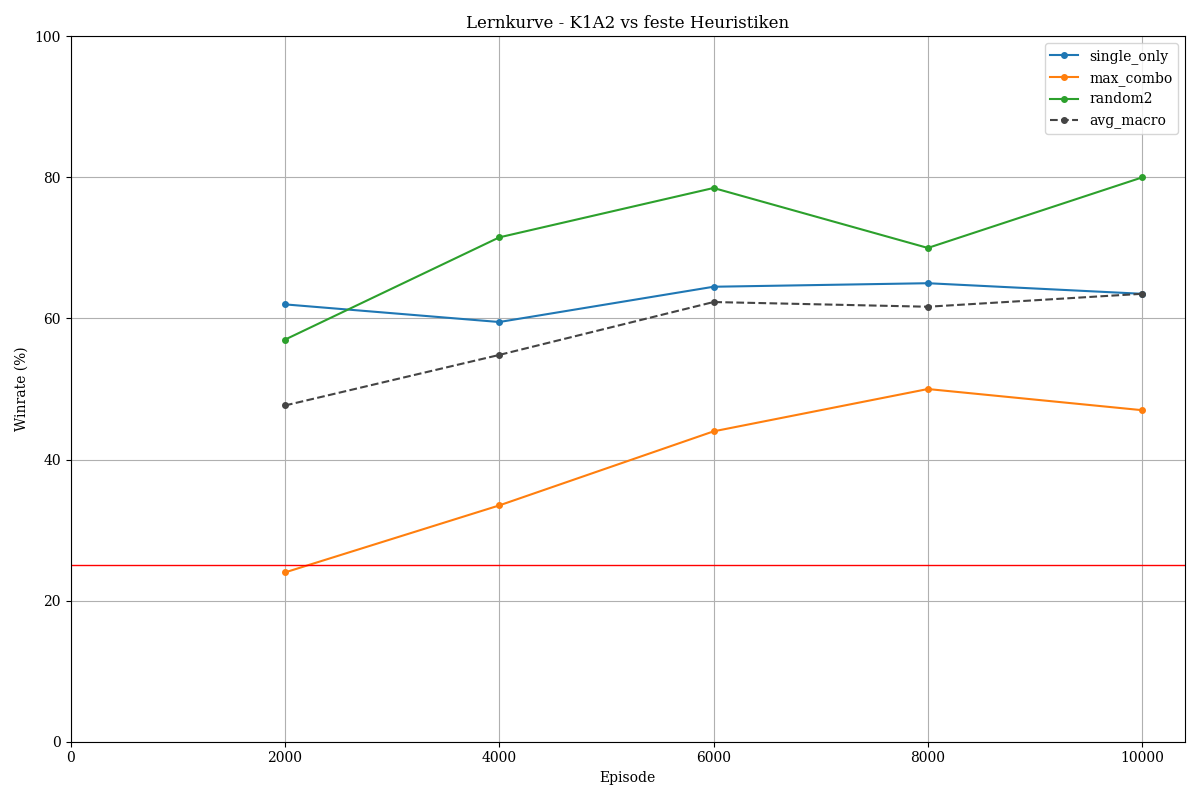 Lernkurve - K1A2 vs feste Heuristiken
100
80
60
40
20
0
Winrate (%)
single_only
max_combo
random2
avg_macro
0 2000 4000 6000 8000 10000
Episode